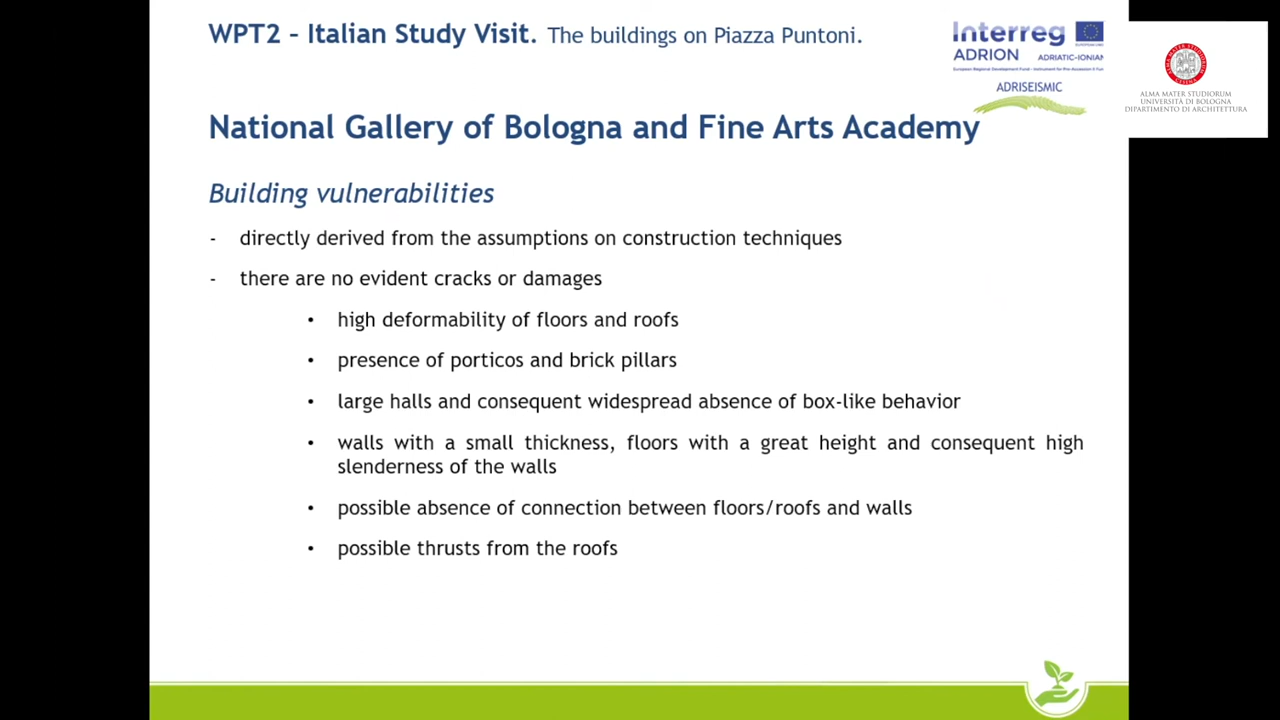 WPT2 – Italian Study Visit. The buildings on Piazza Puntoni.
Interreg
ADRION ADRIATIC-IONIAN
European Regional Development Fund - Instrument for Pre-Accession II Fun
ADRISEISMIC
ALMA MATER STUDIORUM
UNIVERSITÀ DI BOLOGNA
DIPARTIMENTO DI ARCHITETTURA
National Gallery of Bologna and Fine Arts Academy
Building vulnerabilities
- directly derived from the assumptions on construction techniques
- there are no evident cracks or damages
• high deformability of floors and roofs
• presence of porticos and brick pillars
• large halls and consequent widespread absence of box-like behavior
• walls with a small thickness, floors with a great height and consequent high
slenderness of the walls
• possible absence of connection between floors/roofs and walls
• possible thrusts from the roofs